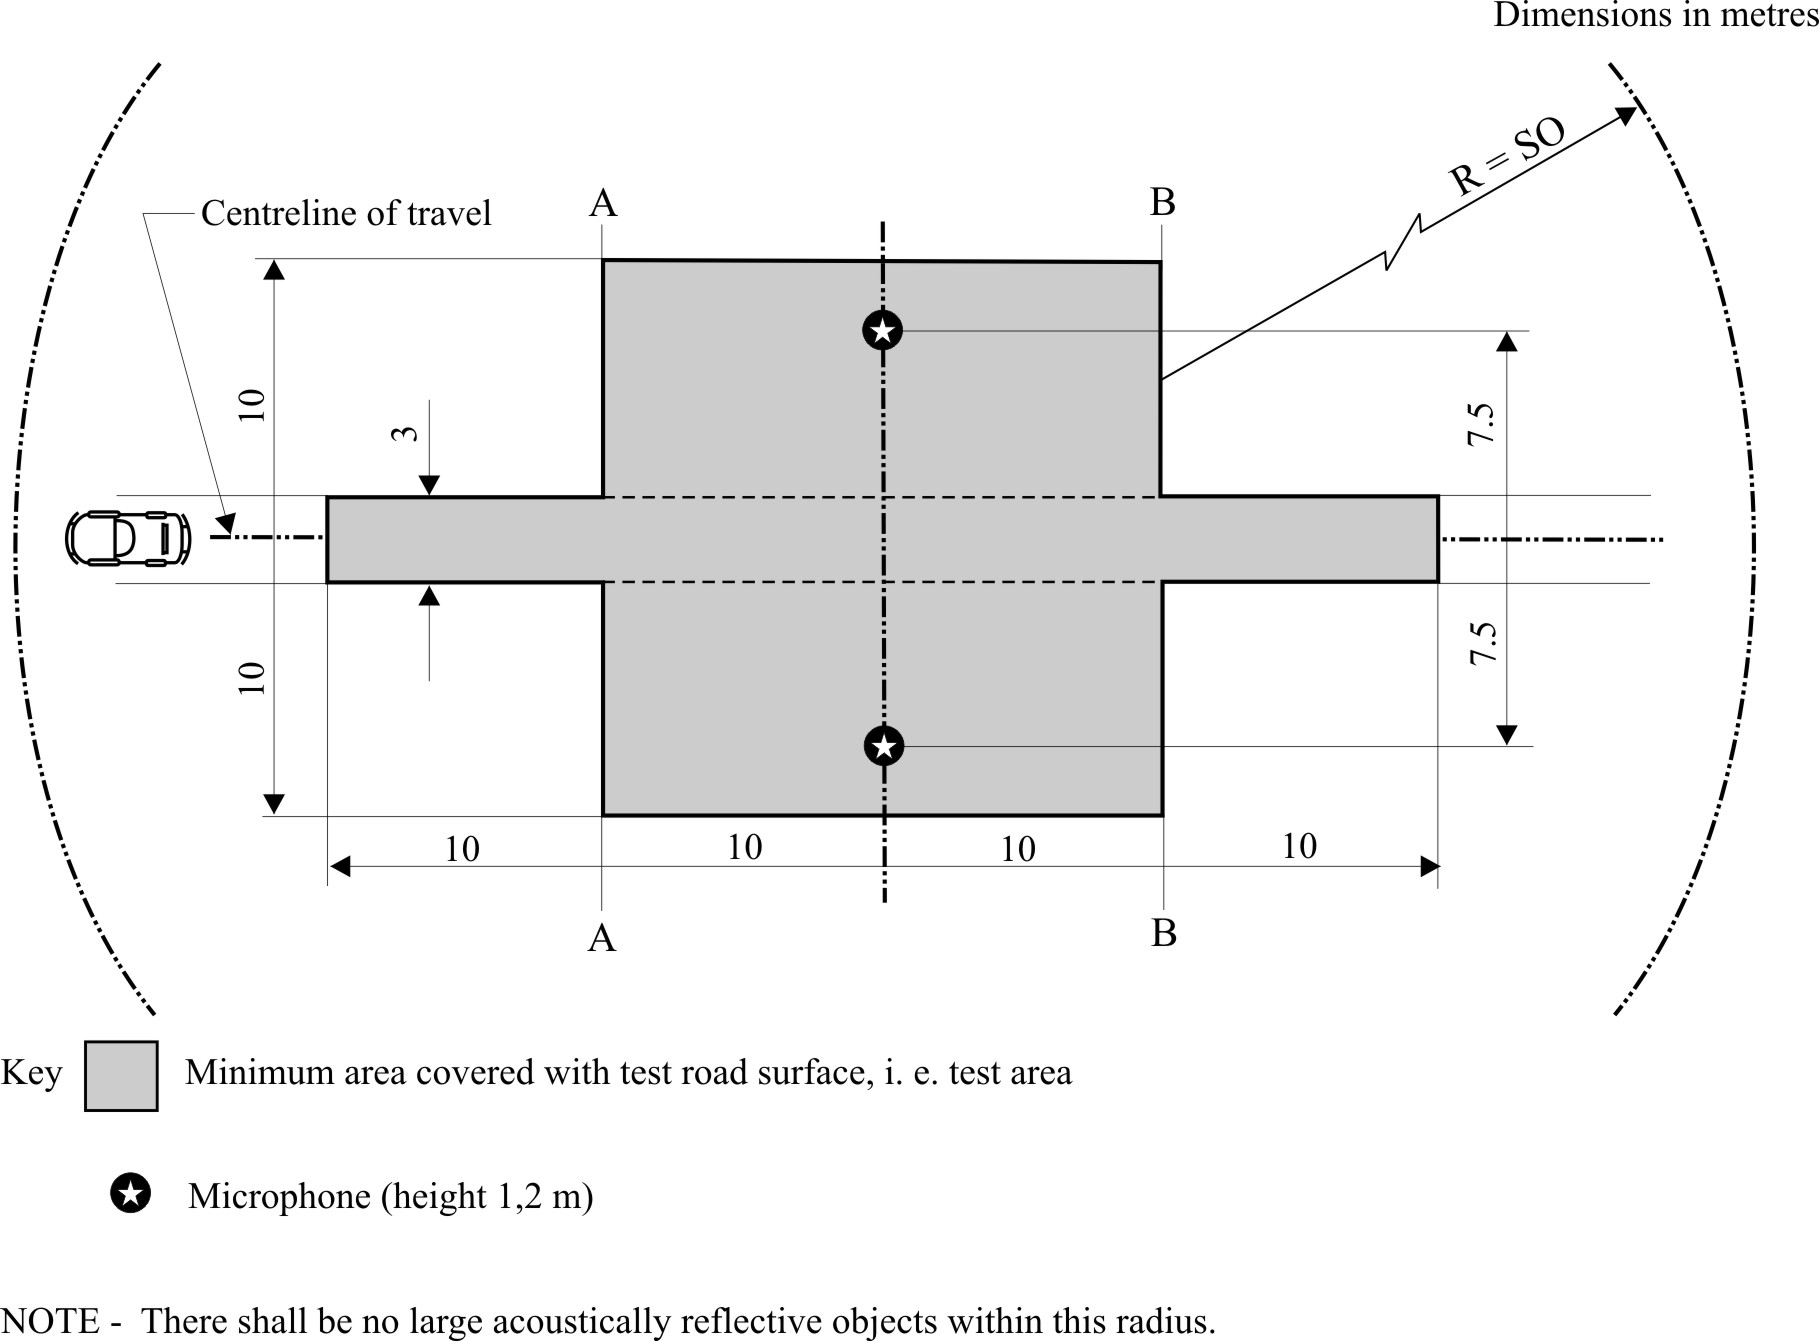 Dimensions in metres
R = SO
A
B
Centreline of travel
10
3
7.5
10
7.5
10
10
10
10
A
B
Key
Minimum area covered with test road surface, i. e. test area
Microphone (height 1,2 m)
NOTE - There shall be no large acoustically reflective objects within this radius.